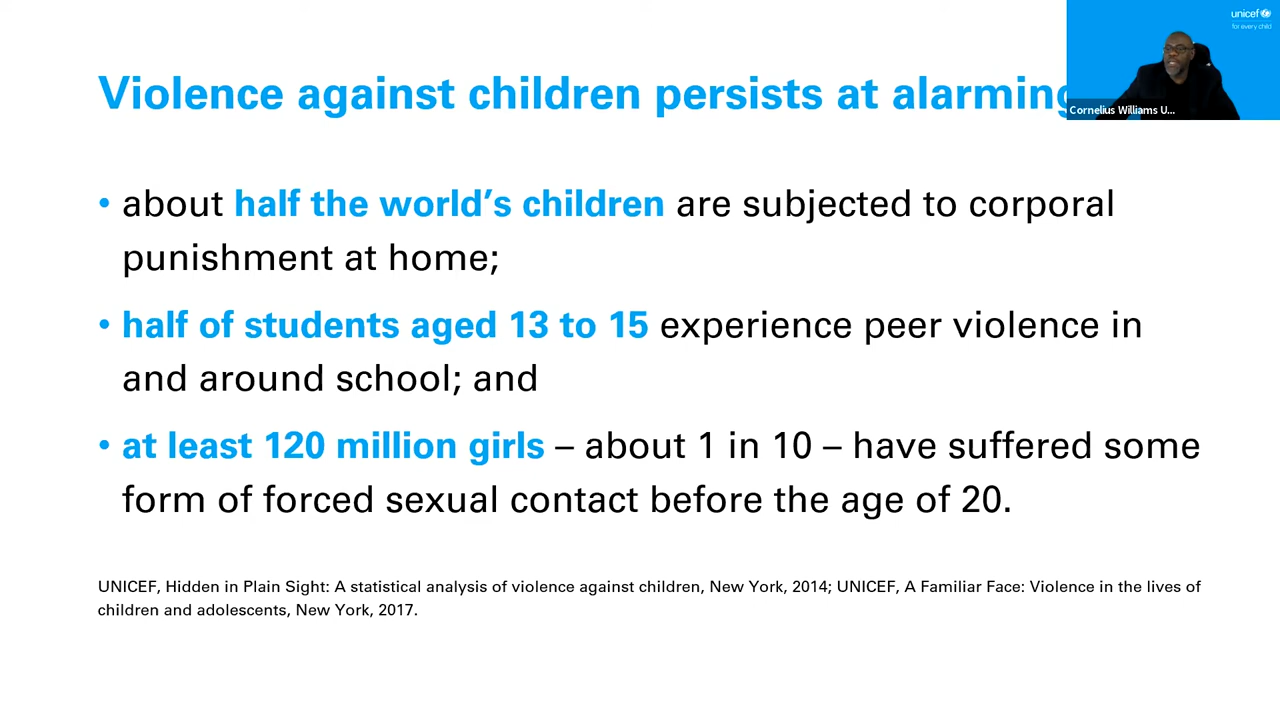 unicef
for every child
Violence against children persists at alarming
Cornelius Williams U...
• about half the world’s children are subjected to corporal
punishment at home;
• half of students aged 13 to 15 experience peer violence in
and around school; and
• at least 120 million girls – about 1 in 10 – have suffered some
form of forced sexual contact before the age of 20.
UNICEF, Hidden in Plain Sight: A statistical analysis of violence against children, New York, 2014; UNICEF, A Familiar Face: Violence in the lives of
children and adolescents, New York, 2017.